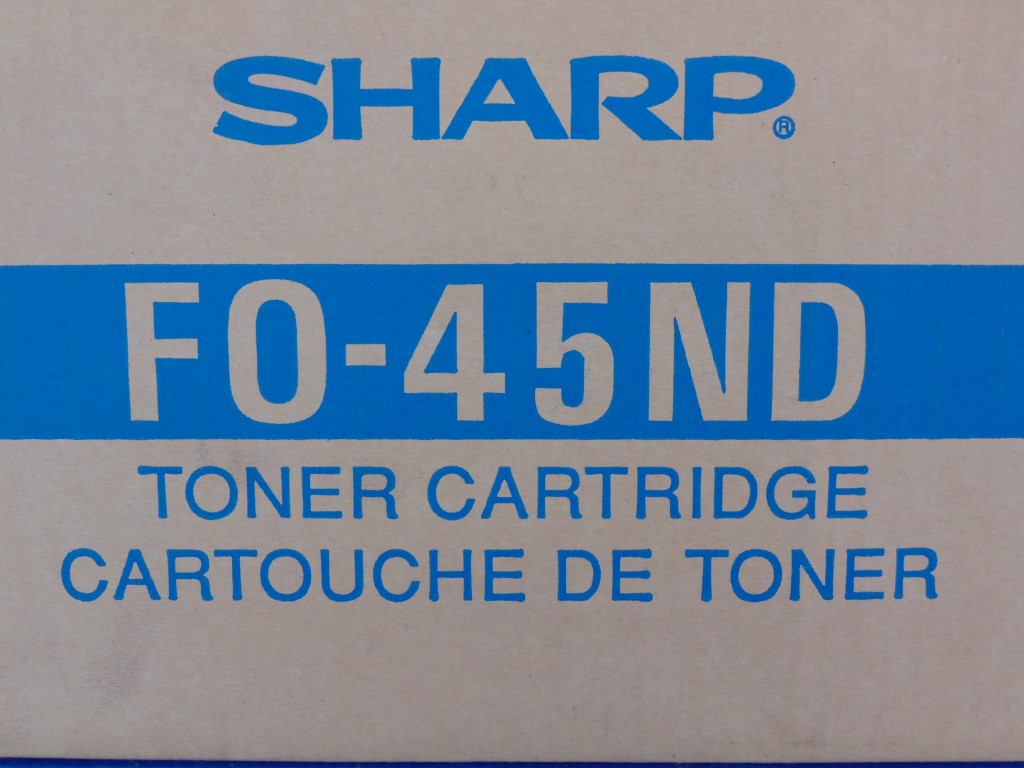 SHARP®
FO-45ND
TONER CARTRIDGE
CARTOUCHE DE TONER